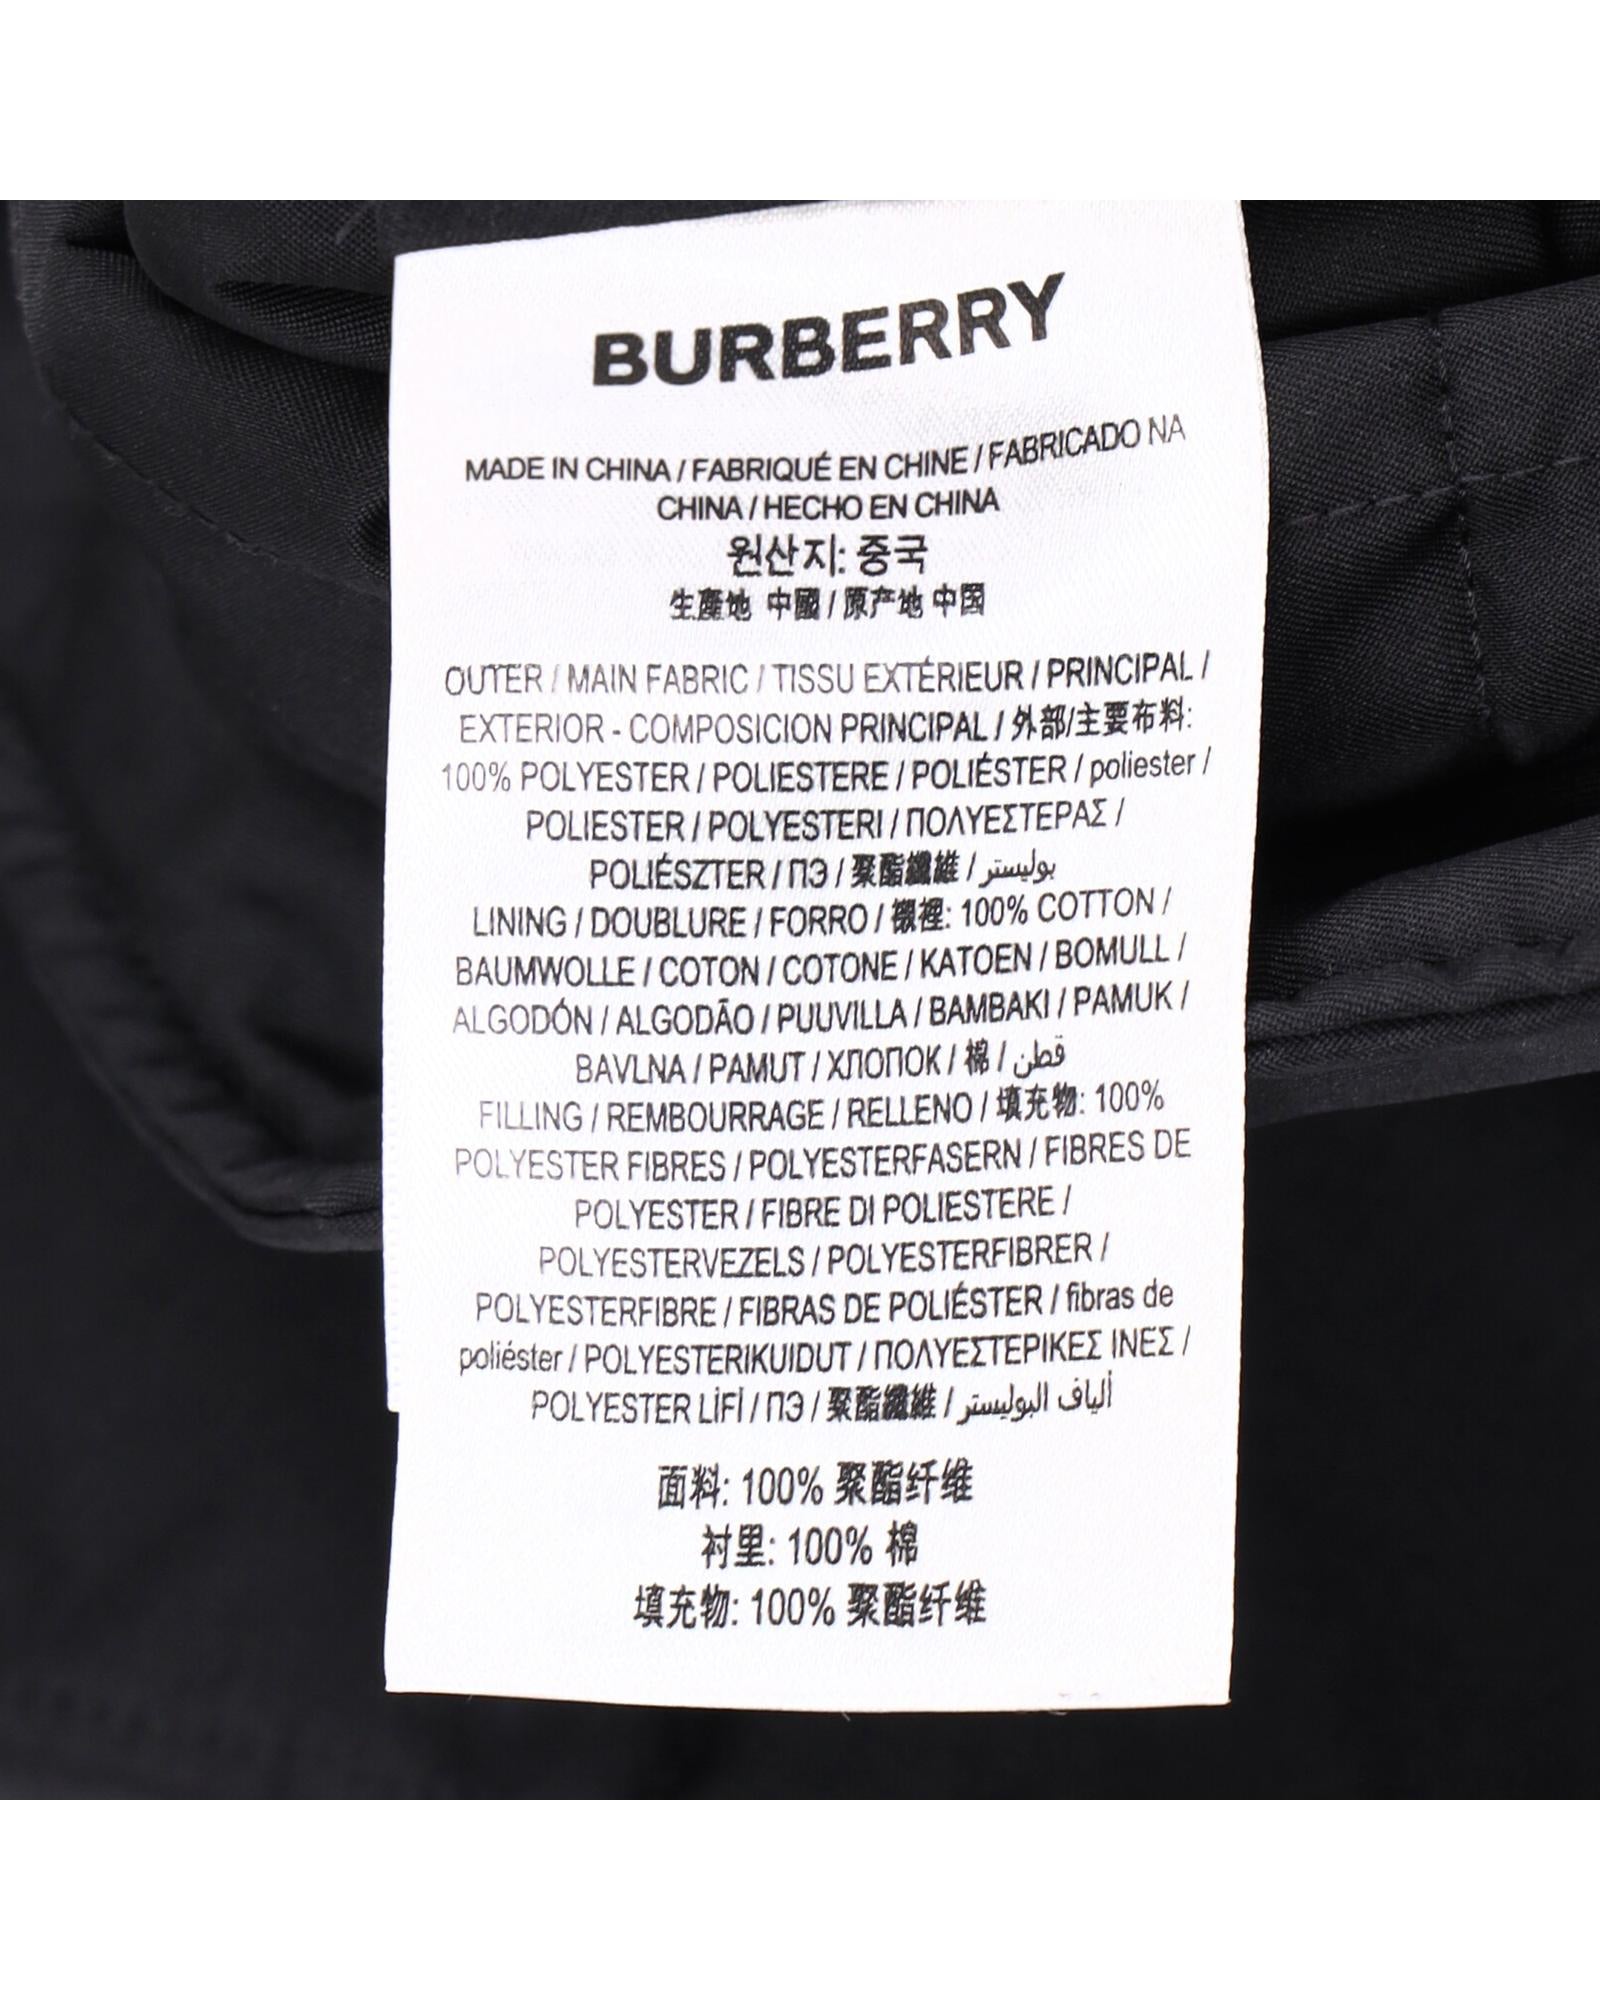 BURBERRY
MADE IN CHINA / FABRIQUÉ EN CHINE / FABRICADO NA
CHINA / HECHO EN CHINA
원산지: 중국
生產地 中國 / 原产地 中国
OUTER / MAIN FABRIC / TISSU EXTÉRIEUR / PRINCIPAL /
EXTERIOR - COMPOSICION PRINCIPAL / 外部/主要布料:
100% POLYESTER / POLIESTERE / POLIÉSTER / poliester /
POLIESTER / POLYESTERI / ΠΟΛΥΕΣΤΕΡΑΣ /
POLIÉSZTER / ПЭ / 聚酯纖維 / بوليستر
LINING / DOUBLURE / FORRO / 襯裡: 100% COTTON /
BAUMWOLLE / COTON / COTONE / KATOEN / BOMULL /
ALGODÓN / ALGODÃO / PUUVILLA / BAMBAKI / PAMUK /
BAVLNA / PAMUT / ХЛОПОК / 棉 / قطن
FILLING / REMBOURRAGE / RELLENO / 填充物: 100%
POLYESTER FIBRES / POLYESTERFASERN / FIBRES DE
POLYESTER / FIBRE DI POLIESTERE /
POLYESTERVEZELS / POLYESTERFIBRER /
POLYESTERFIBRE / FIBRAS DE POLIÉSTER / fibras de
poliéster / POLYESTERIKUIDUT / ΠΟΛΥΕΣΤΕΡΙΚΕΣ ΙΝΕΣ /
POLYESTER LİFİ / ПЭ / 聚酯纖維 / ألياف البوليستر
面料: 100% 聚酯纤维
衬里: 100% 棉
填充物: 100% 聚酯纤维